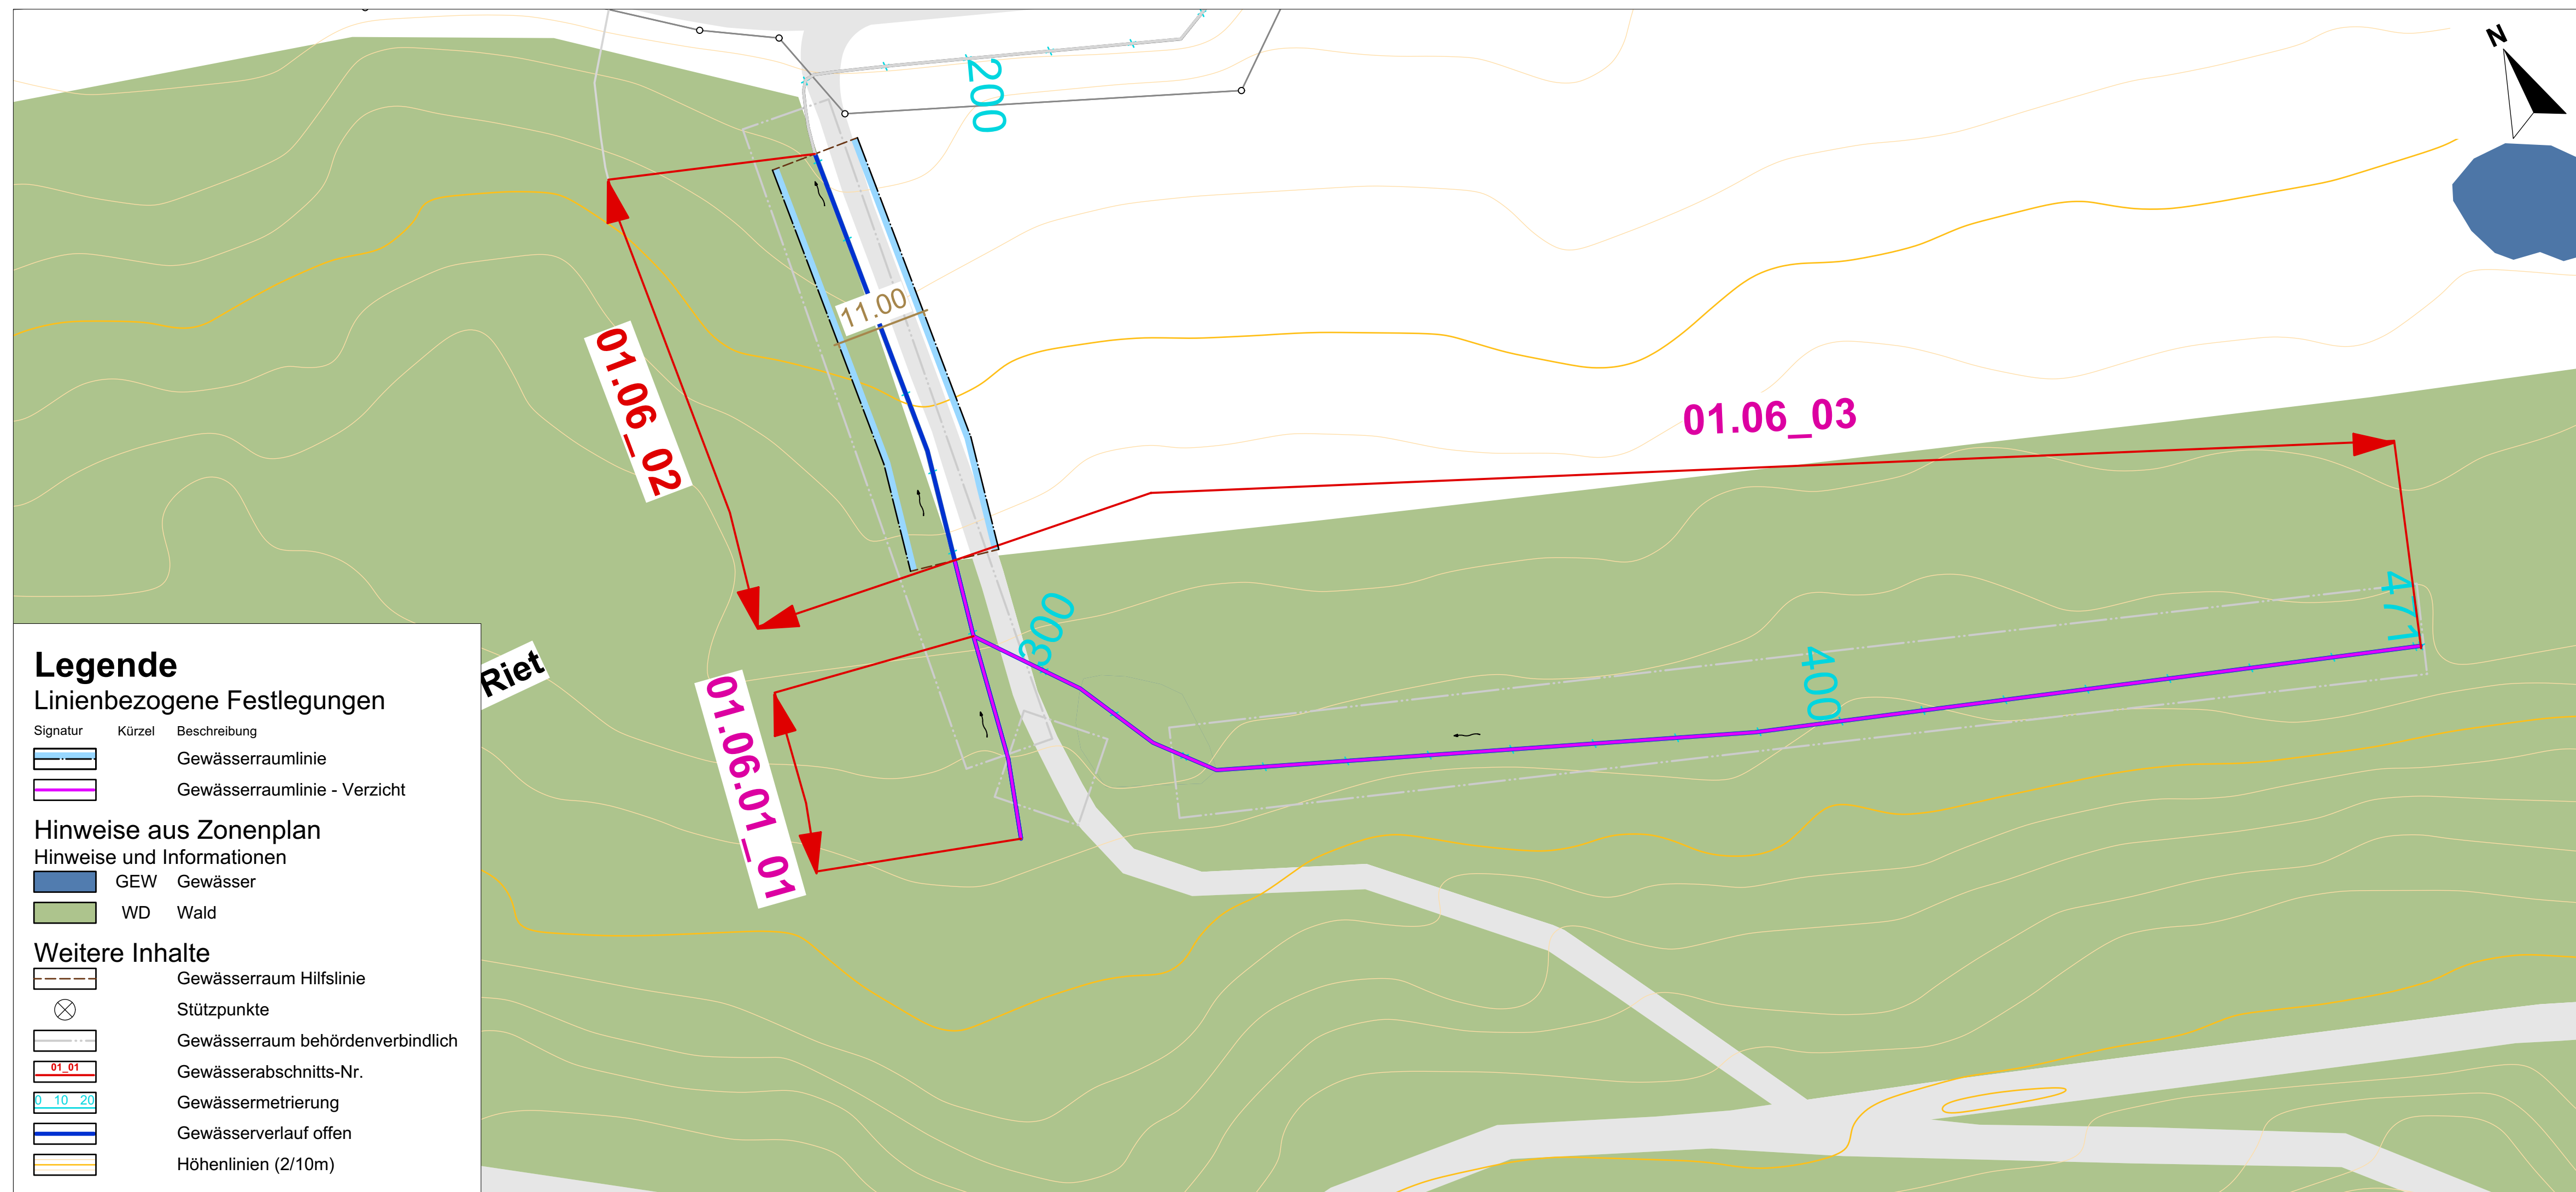 N
200
11.00
01.06_02
01.06_03
300
471
400
Riet
01.06.01_01
Legende
Linienbezogene Festlegungen
Signatur Kürzel Beschreibung
Gewässerraumlinie
Gewässerraumlinie - Verzicht
Hinweise aus Zonenplan
Hinweise und Informationen
GEW Gewässer
WD Wald
Weitere Inhalte
Gewässerraum Hilfslinie
Stützpunkte
Gewässerraum behördenverbindlich
01_01 Gewässerabschnitts-Nr.
0 10 20 Gewässermetrierung
Gewässerverlauf offen
Höhenlinien (2/10m)